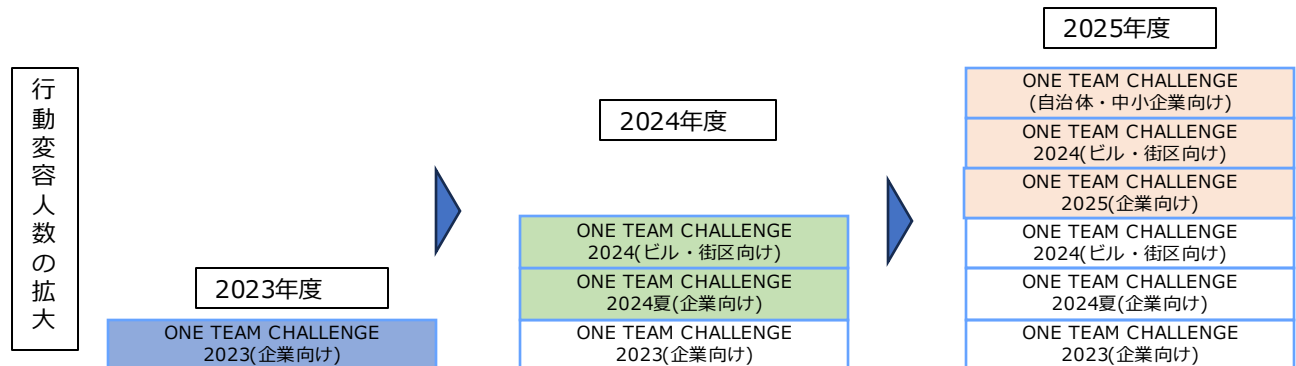 行動変容人数の拡大
2023年度
ONE TEAM CHALLENGE
2023(企業向け)
2024年度
ONE TEAM CHALLENGE
2024(ビル・街区向け)
ONE TEAM CHALLENGE
2024夏(企業向け)
ONE TEAM CHALLENGE
2023(企業向け)
2025年度
ONE TEAM CHALLENGE
(自治体・中小企業向け)
ONE TEAM CHALLENGE
2024(ビル・街区向け)
ONE TEAM CHALLENGE
2025(企業向け)
ONE TEAM CHALLENGE
2024(ビル・街区向け)
ONE TEAM CHALLENGE
2024夏(企業向け)
ONE TEAM CHALLENGE
2023(企業向け)